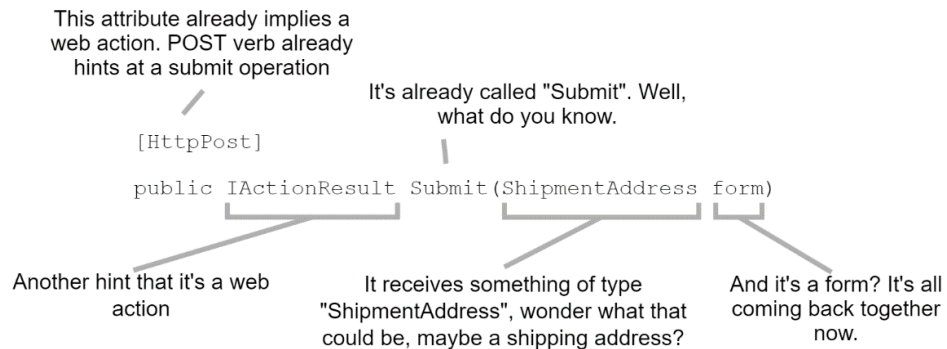 This attribute already implies a
web action. POST verb already
hints at a submit operation
It's already called "Submit". Well,
what do you know.
[HttpPost]
public IActionResult Submit(ShipmentAddress form)
Another hint that it's a web
action
It receives something of type
"ShipmentAddress", wonder what that
could be, maybe a shipping address?
And it's a form? It's all
coming back together
now.